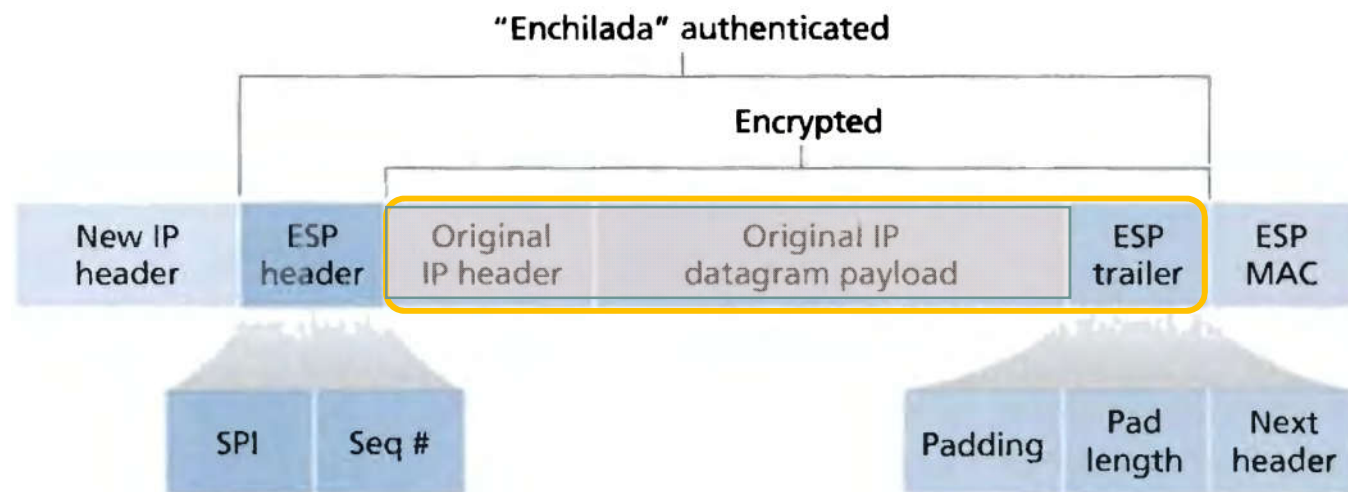 “Enchilada” authenticated
Encrypted
New IP
header
ESP
header
Original
IP header
Original IP
datagram payload
ESP
trailer
ESP
MAC
SPI
Seq #
Padding
Pad
length
Next
header